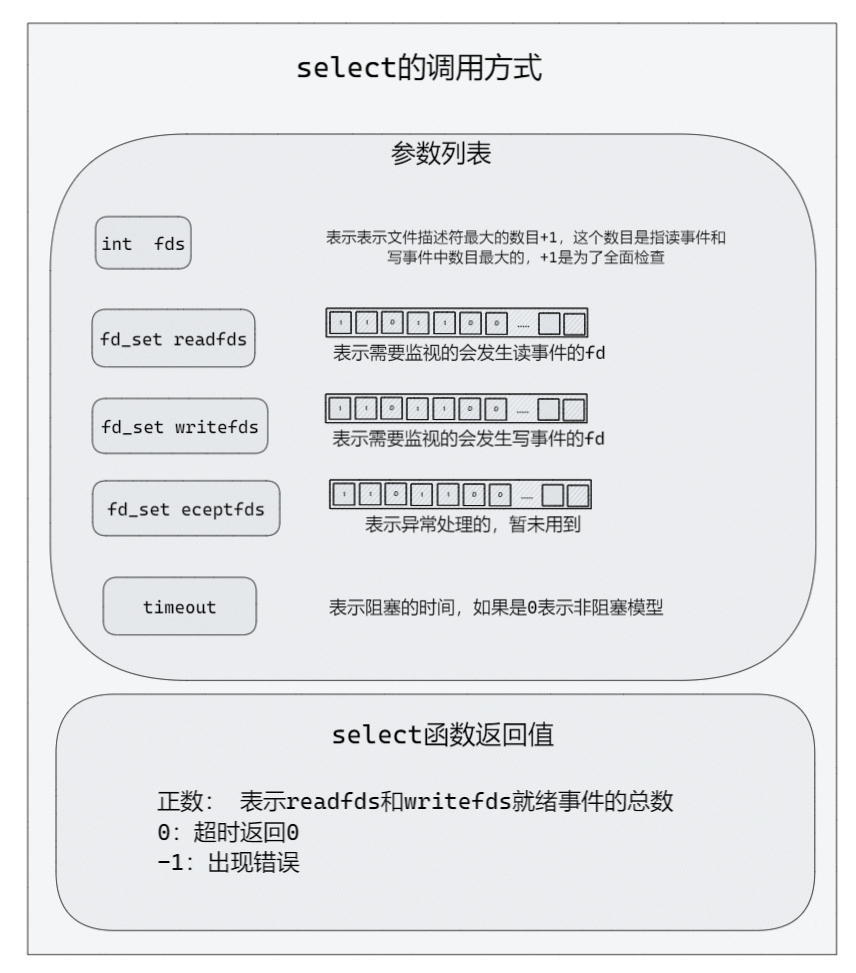 select的调用方式
参数列表
int fds
表示表示文件描述符最大的数目+1，这个数目是指读事件和
写事件中数目最大的，+1是为了全面检查
fd_set readfds
1 1 0 1 1 0 0 .....
表示需要监视的会发生读事件的fd
fd_set writefds
1 1 0 1 1 0 0 .....
表示需要监视的会发生写事件的fd
fd_set eceptfds
1 1 0 1 1 0 0 .....
表示异常处理的，暂未用到
timeout
表示阻塞的时间，如果是0表示非阻塞模型
select函数返回值
正数： 表示readfds和writefds就绪事件的总数
0：超时返回0
-1：出现错误